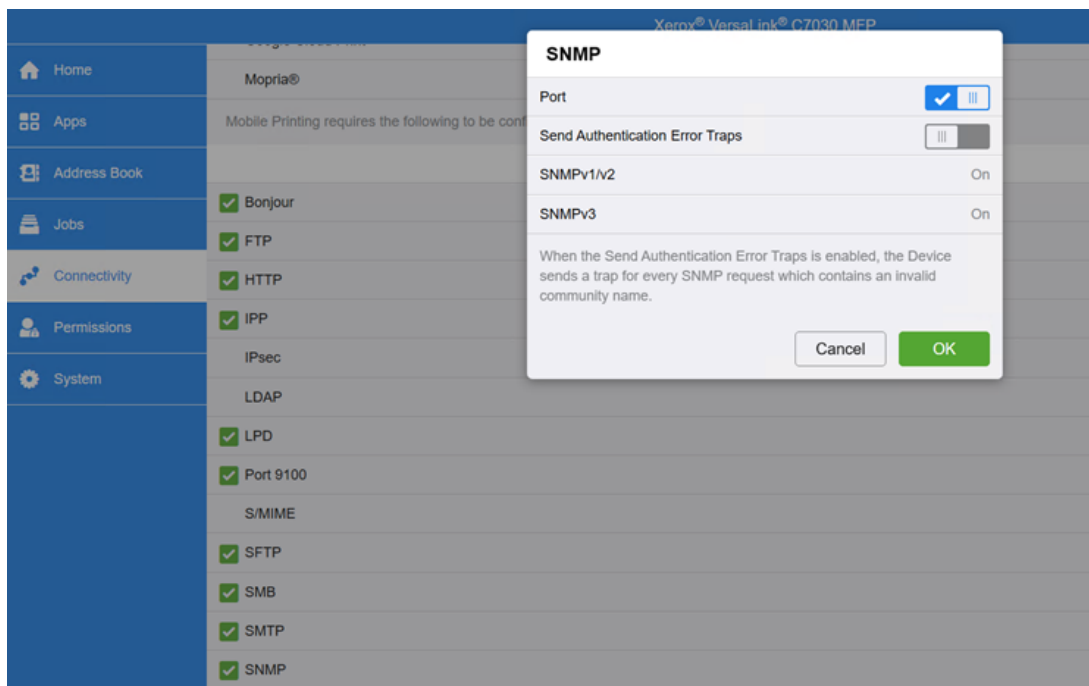 Xerox® VersaLink® C7030 MFP
Home
Apps
Address Book
Jobs
Connectivity
Permissions
System
Mopria®
Mobile Printing requires the following to be conf
Bonjour
FTP
HTTP
IPP
IPsec
LDAP
LPD
Port 9100
S/MIME
SFTP
SMB
SMTP
SNMP
SNMP
Port
Send Authentication Error Traps
SNMPv1/v2 On
SNMPv3 On
When the Send Authentication Error Traps is enabled, the Device
sends a trap for every SNMP request which contains an invalid
community name.
Cancel OK